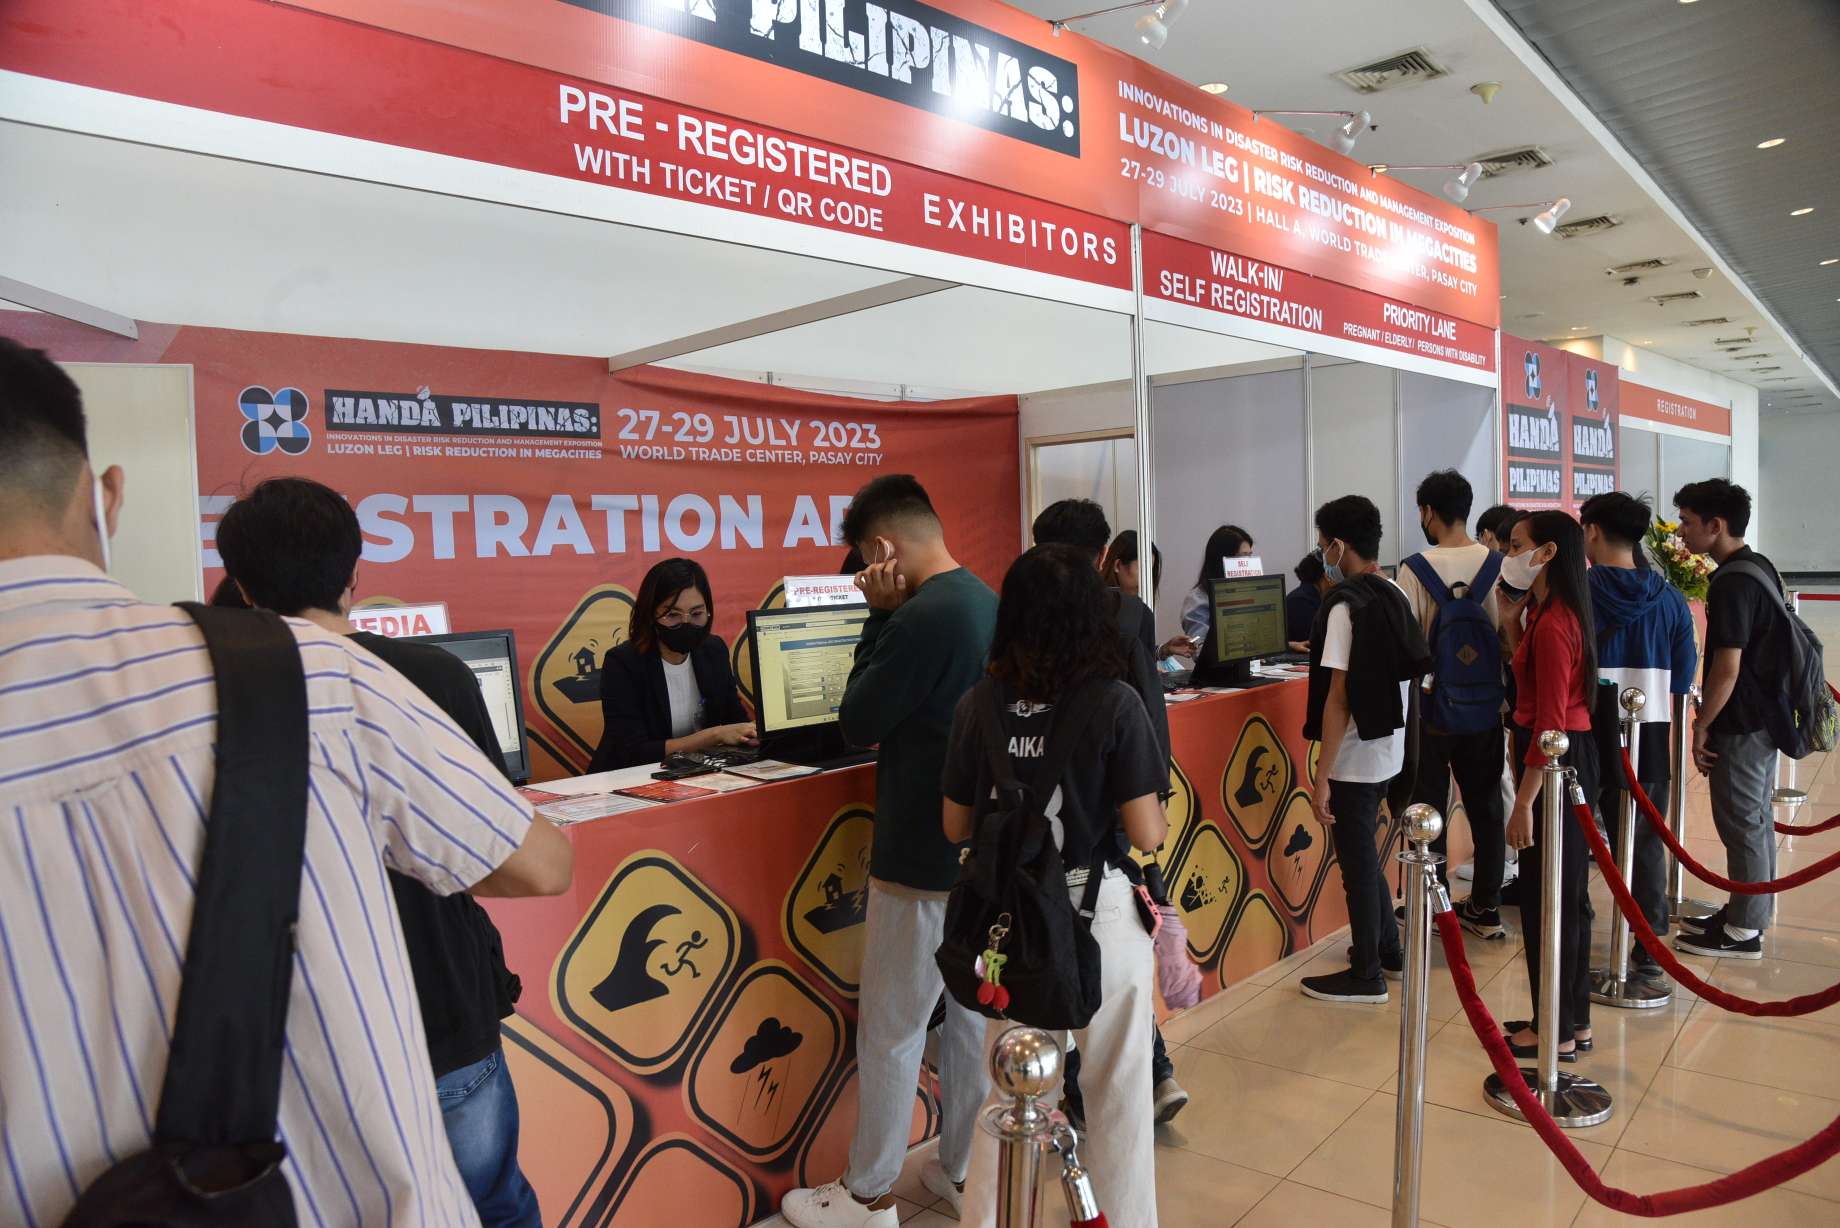 PILIPINAS:
PRE - REGISTERED
WITH TICKET / QR CODE
EXHIBITORS
INNOVATIONS IN DISASTER RISK REDUCTION AND MANAGEMENT EXPOSITION
LUZON LEG | RISK REDUCTION IN MEGACITIES
27-29 JULY 2023 | HALL A, WORLD TRADE CENTER, PASAY CITY
WALK-IN/
SELF REGISTRATION
PRIORITY LANE
PREGNANT / ELDERLY / PERSONS WITH DISABILITY
HANDA PILIPINAS:
INNOVATIONS IN DISASTER RISK REDUCTION AND MANAGEMENT EXPOSITION
LUZON LEG | RISK REDUCTION IN MEGACITIES
27-29 JULY 2023
WORLD TRADE CENTER, PASAY CITY
EGISTRATION AR
MEDIA
PRE-REGISTERED
TICKET
SELF
REGISTRATION
AIKA
HANDA
PILIPINAS
HANDA
PILIPINAS
REGISTRATION